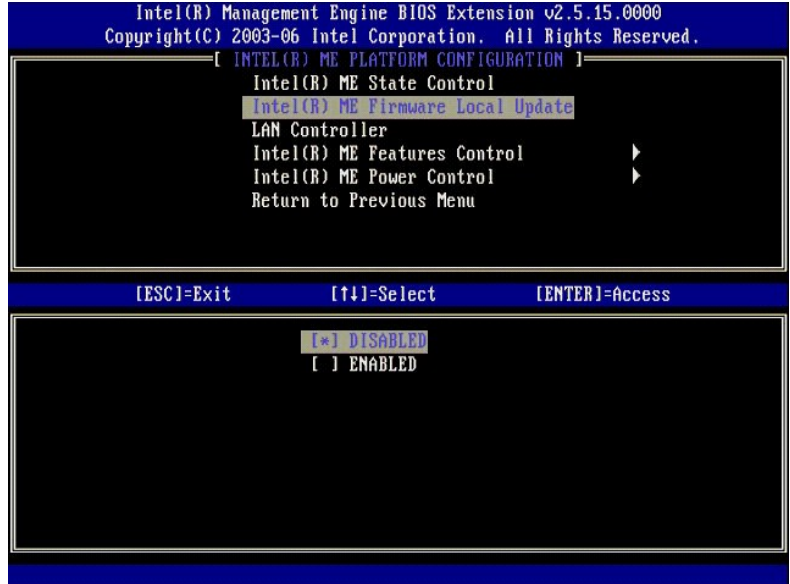 Intel(R) Management Engine BIOS Extension v2.5.15.0000
Copyright(C) 2003-06 Intel Corporation. All Rights Reserved.
[ INTEL(R) ME PLATFORM CONFIGURATION ]
Intel(R) ME State Control
Intel(R) ME Firmware Local Update
LAN Controller
Intel(R) ME Features Control
Intel(R) ME Power Control
Return to Previous Menu
[ESC]=Exit [↑↓]=Select [ENTER]=Access
[*] DISABLED
[ ] ENABLED